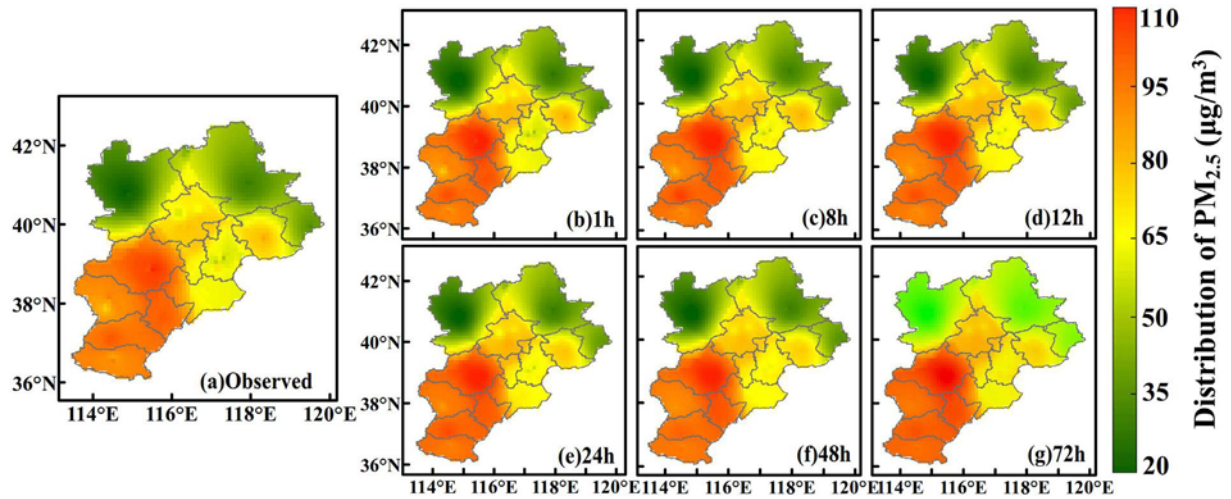 42°N
40°N
38°N
36°N
114°E 116°E 118°E 120°E
(a)Observed
42°N
40°N
38°N
36°N
(b)1h
(c)8h
(d)12h
42°N
40°N
38°N
36°N
(e)24h
(f)48h
(g)72h
114°E 116°E 118°E 120°E
114°E 116°E 118°E 120°E
114°E 116°E 118°E 120°E
110
95
80
65
50
35
20
Distribution of PM2.5 (μg/m³)